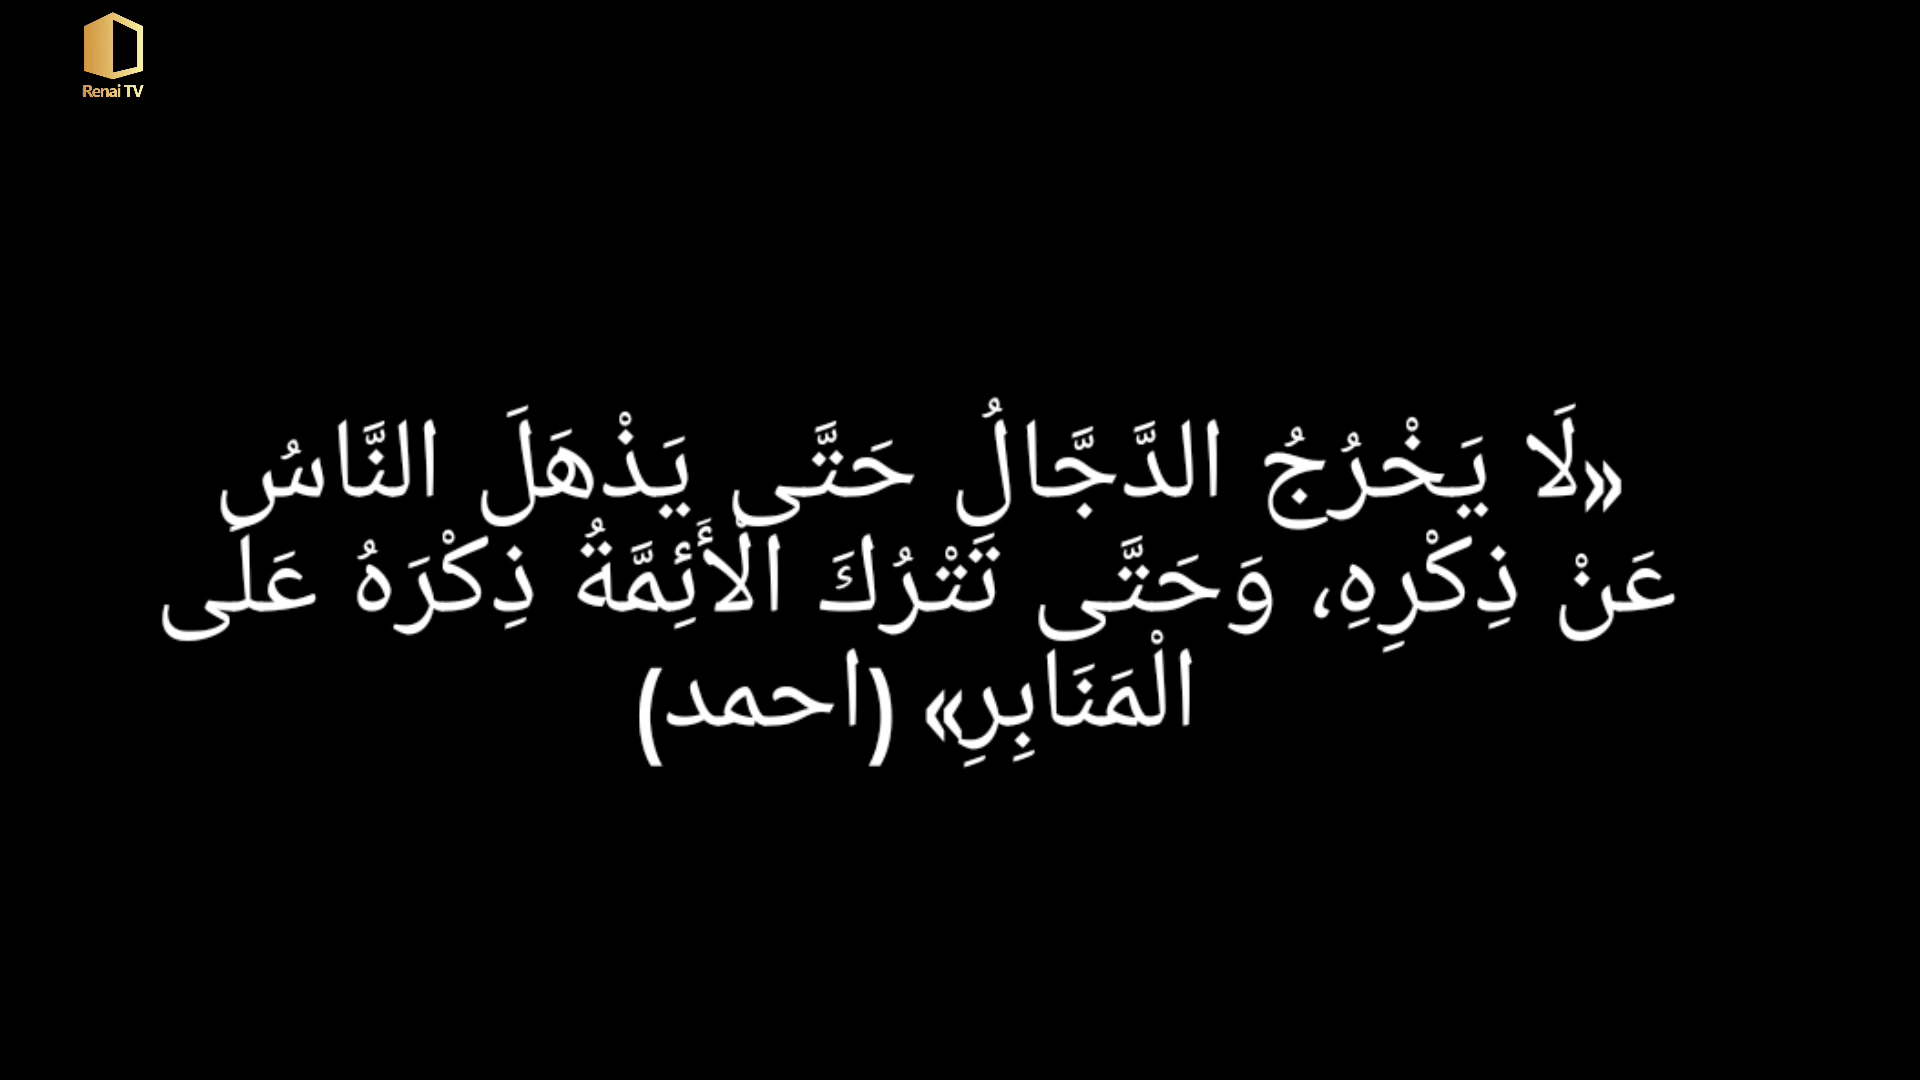 Renai TV
«لَا يَخْرُجُ الدَّجَّالُ حَتَّى يَذْهَلَ النَّاسُ
عَنْ ذِكْرِهِ، وَحَتَّى تَتْرُكَ الْأَئِمَّةُ ذِكْرَهُ عَلَى
الْمَنَابِرِ» (احمد)